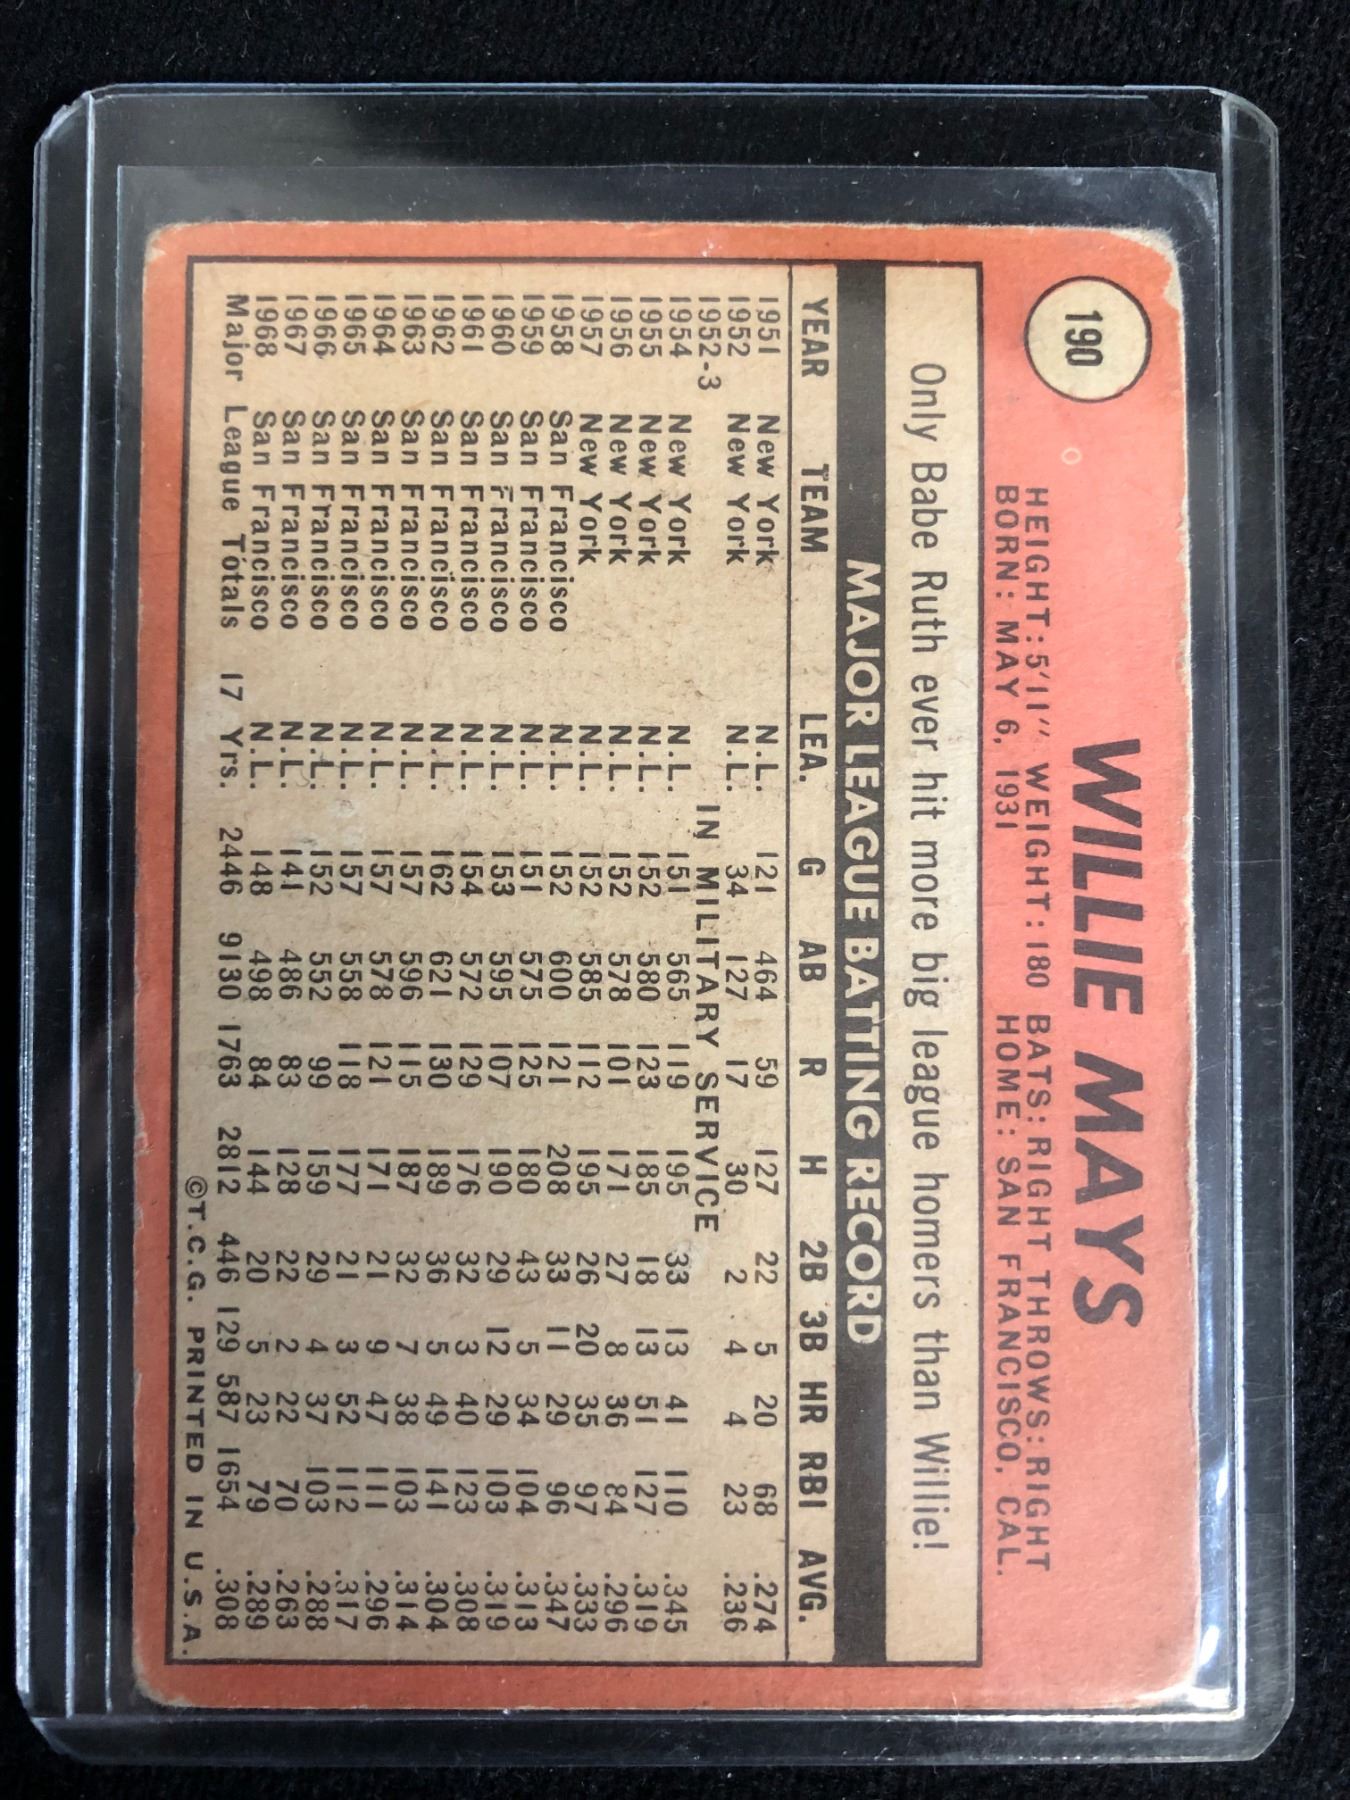 190
WILLIE MAYS
HEIGHT: 5'11" WEIGHT: 180 BATS: RIGHT THROWS: RIGHT
BORN: MAY 6, 1931 HOME: SAN FRANCISCO, CAL.
Only Babe Ruth ever hit more big league homers than Willie!
MAJOR LEAGUE BATTING RECORD
YEAR TEAM LEA. G AB R H 2B 3B HR RBI AVG.
1951 New York N.L. 121 464 59 127 22 5 20 68 .274
1952 New York N.L. 34 127 17 30 2 4 4 23 .236
1952-3 IN MILITARY SERVICE
1954 New York N.L. 151 565 119 195 33 13 41 110 .345
1955 New York N.L. 152 580 123 185 18 13 51 127 .319
1956 New York N.L. 152 578 101 171 27 8 36 84 .296
1957 New York N.L. 152 585 112 195 26 20 35 97 .333
1958 San Francisco N.L. 152 600 121 208 33 11 29 96 .347
1959 San Francisco N.L. 151 575 125 180 43 5 34 104 .313
1960 San Francisco N.L. 153 595 107 190 29 12 29 103 .319
1961 San Francisco N.L. 154 572 129 176 32 3 40 123 .308
1962 San Francisco N.L. 162 621 130 189 36 5 49 141 .304
1963 San Francisco N.L. 157 596 115 187 32 7 38 103 .314
1964 San Francisco N.L. 157 578 121 171 21 9 47 111 .296
1965 San Francisco N.L. 157 558 118 177 21 3 52 112 .317
1966 San Francisco N.L. 152 552 99 159 29 4 37 103 .288
1967 San Francisco N.L. 141 486 83 128 22 2 22 70 .263
1968 San Francisco N.L. 148 498 84 144 20 5 23 79 .289
Major League Totals 17 Yrs. 2446 9130 1763 2812 446 129 587 1654 .308
©T.C.G. PRINTED IN U.S.A.